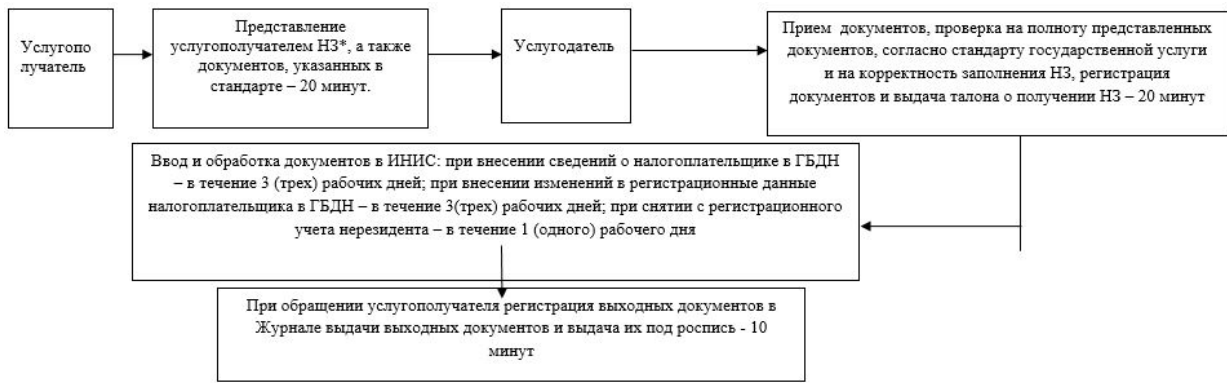 Услугопо
лучатель
Представление
услугополучателем НЗ*, а также
документов, указанных в
стандарте – 20 минут.
Услугодатель
Прием документов, проверка на полноту представленных
документов, согласно стандарту государственной услуги
и на корректность заполнения НЗ, регистрация
документов и выдача талона о получении НЗ – 20 минут
Ввод и обработка документов в ИНИС: при внесении сведений о налогоплательщике в ГБДН
– в течение 3 (трех) рабочих дней; при внесении изменений в регистрационные данные
налогоплательщика в ГБДН – в течение 3(трех) рабочих дней; при снятии с регистрационного
учета нерезидента – в течение 1 (одного) рабочего дня
При обращении услугополучателя регистрация выходных документов в
Журнале выдачи выходных документов и выдача их под роспись - 10
минут